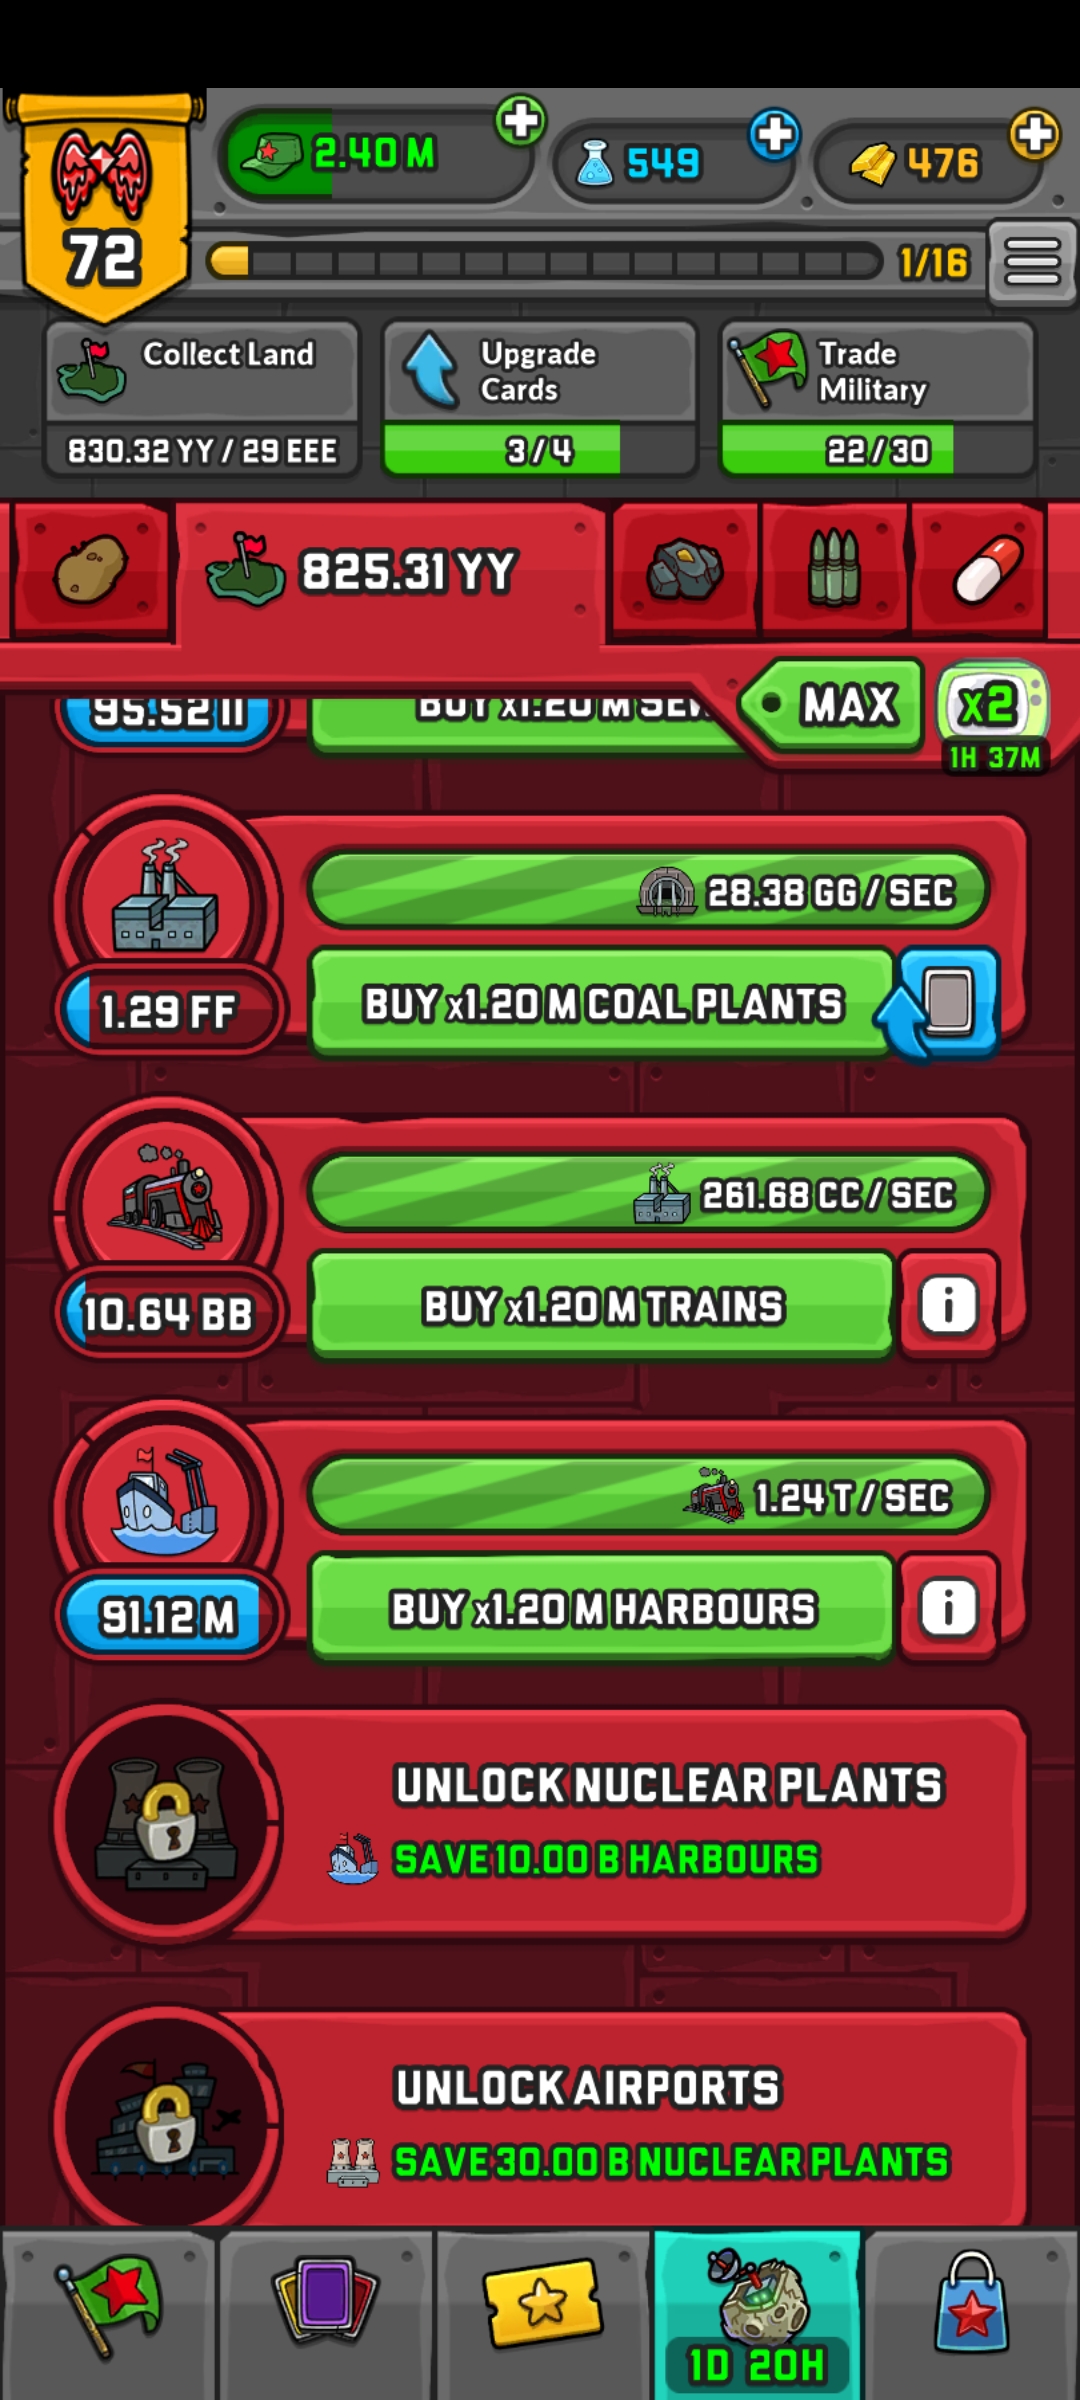 2.40 M
549
476
72
1/16
Collect Land
830.32 YY / 29 EEE
Upgrade
Cards
3/4
Trade
Military
22/30
825.31 YY
MAX
x2
1H 37M
95.52 II
BUY x1.20 M
28.38 GG / SEC
1.29 FF
BUY x1.20 M COAL PLANTS
261.68 CC / SEC
10.64 BB
BUY x1.20 M TRAINS
i
1.24 T / SEC
91.12 M
BUY x1.20 M HARBOURS
i
UNLOCK NUCLEAR PLANTS
SAVE 10.00 B HARBOURS
UNLOCK AIRPORTS
SAVE 30.00 B NUCLEAR PLANTS
1D 20H